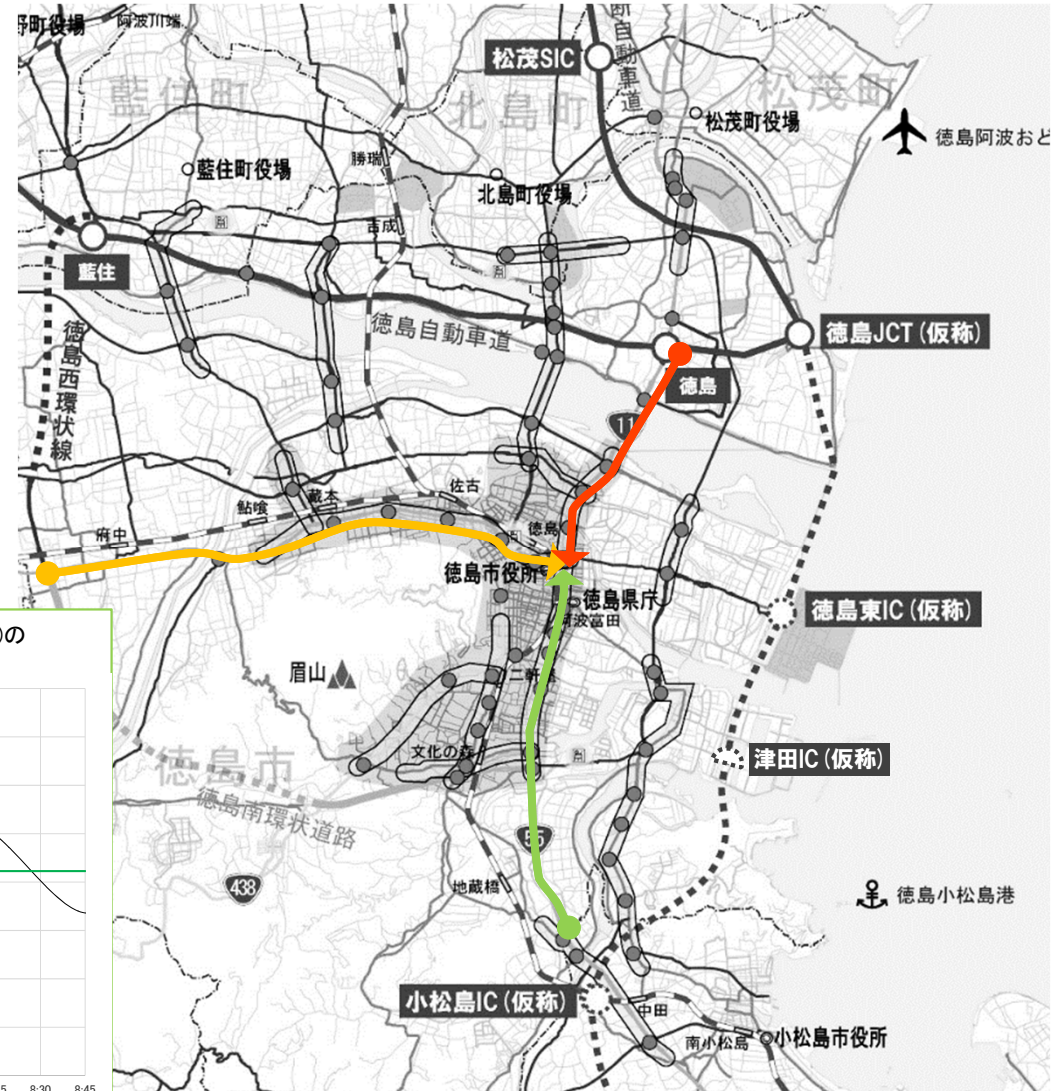 野町役場
阿波川端
断自動車道
松茂SIC
藍住町
北島町
松茂町
松茂町役場
徳島阿波おど
勝瑞
藍住町役場
北島町役場
吉成
藍住
徳島自動車道
徳島JCT(仮称)
徳島西環状線
徳島
11
佐古
蔵本
鮎喰
府中
徳島
徳島市役所
徳島県庁
阿波富田
徳島東IC(仮称)
)の
眉山
二軒屋
文化の森
徳島市
津田IC(仮称)
徳島南環状道路
55
438
地蔵橋
徳島小松島港
小松島IC(仮称)
中田
南小松島
小松島市役所
5
8:30
8:45